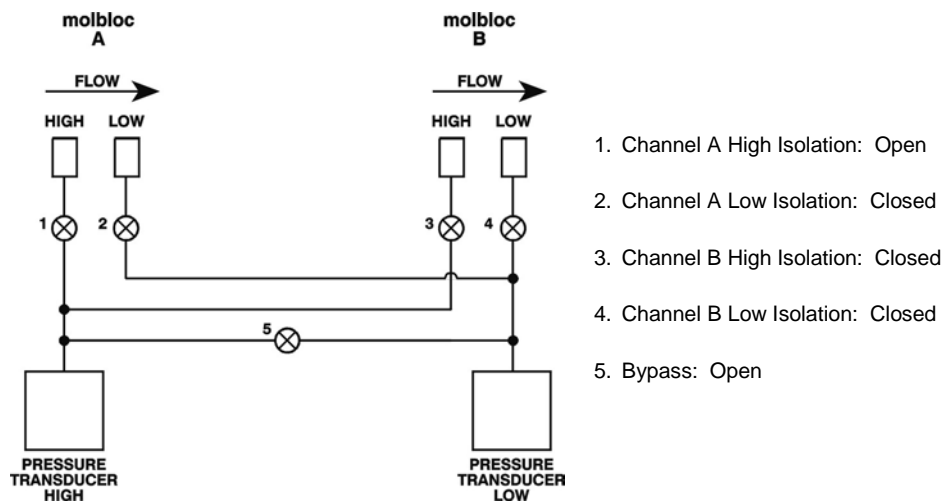 molbloc
A
FLOW
HIGH LOW
molbloc
B
FLOW
HIGH LOW
1 2 3 4
5
PRESSURE
TRANSDUCER
HIGH
PRESSURE
TRANSDUCER
LOW
1. Channel A High Isolation: Open
2. Channel A Low Isolation: Closed
3. Channel B High Isolation: Closed
4. Channel B Low Isolation: Closed
5. Bypass: Open